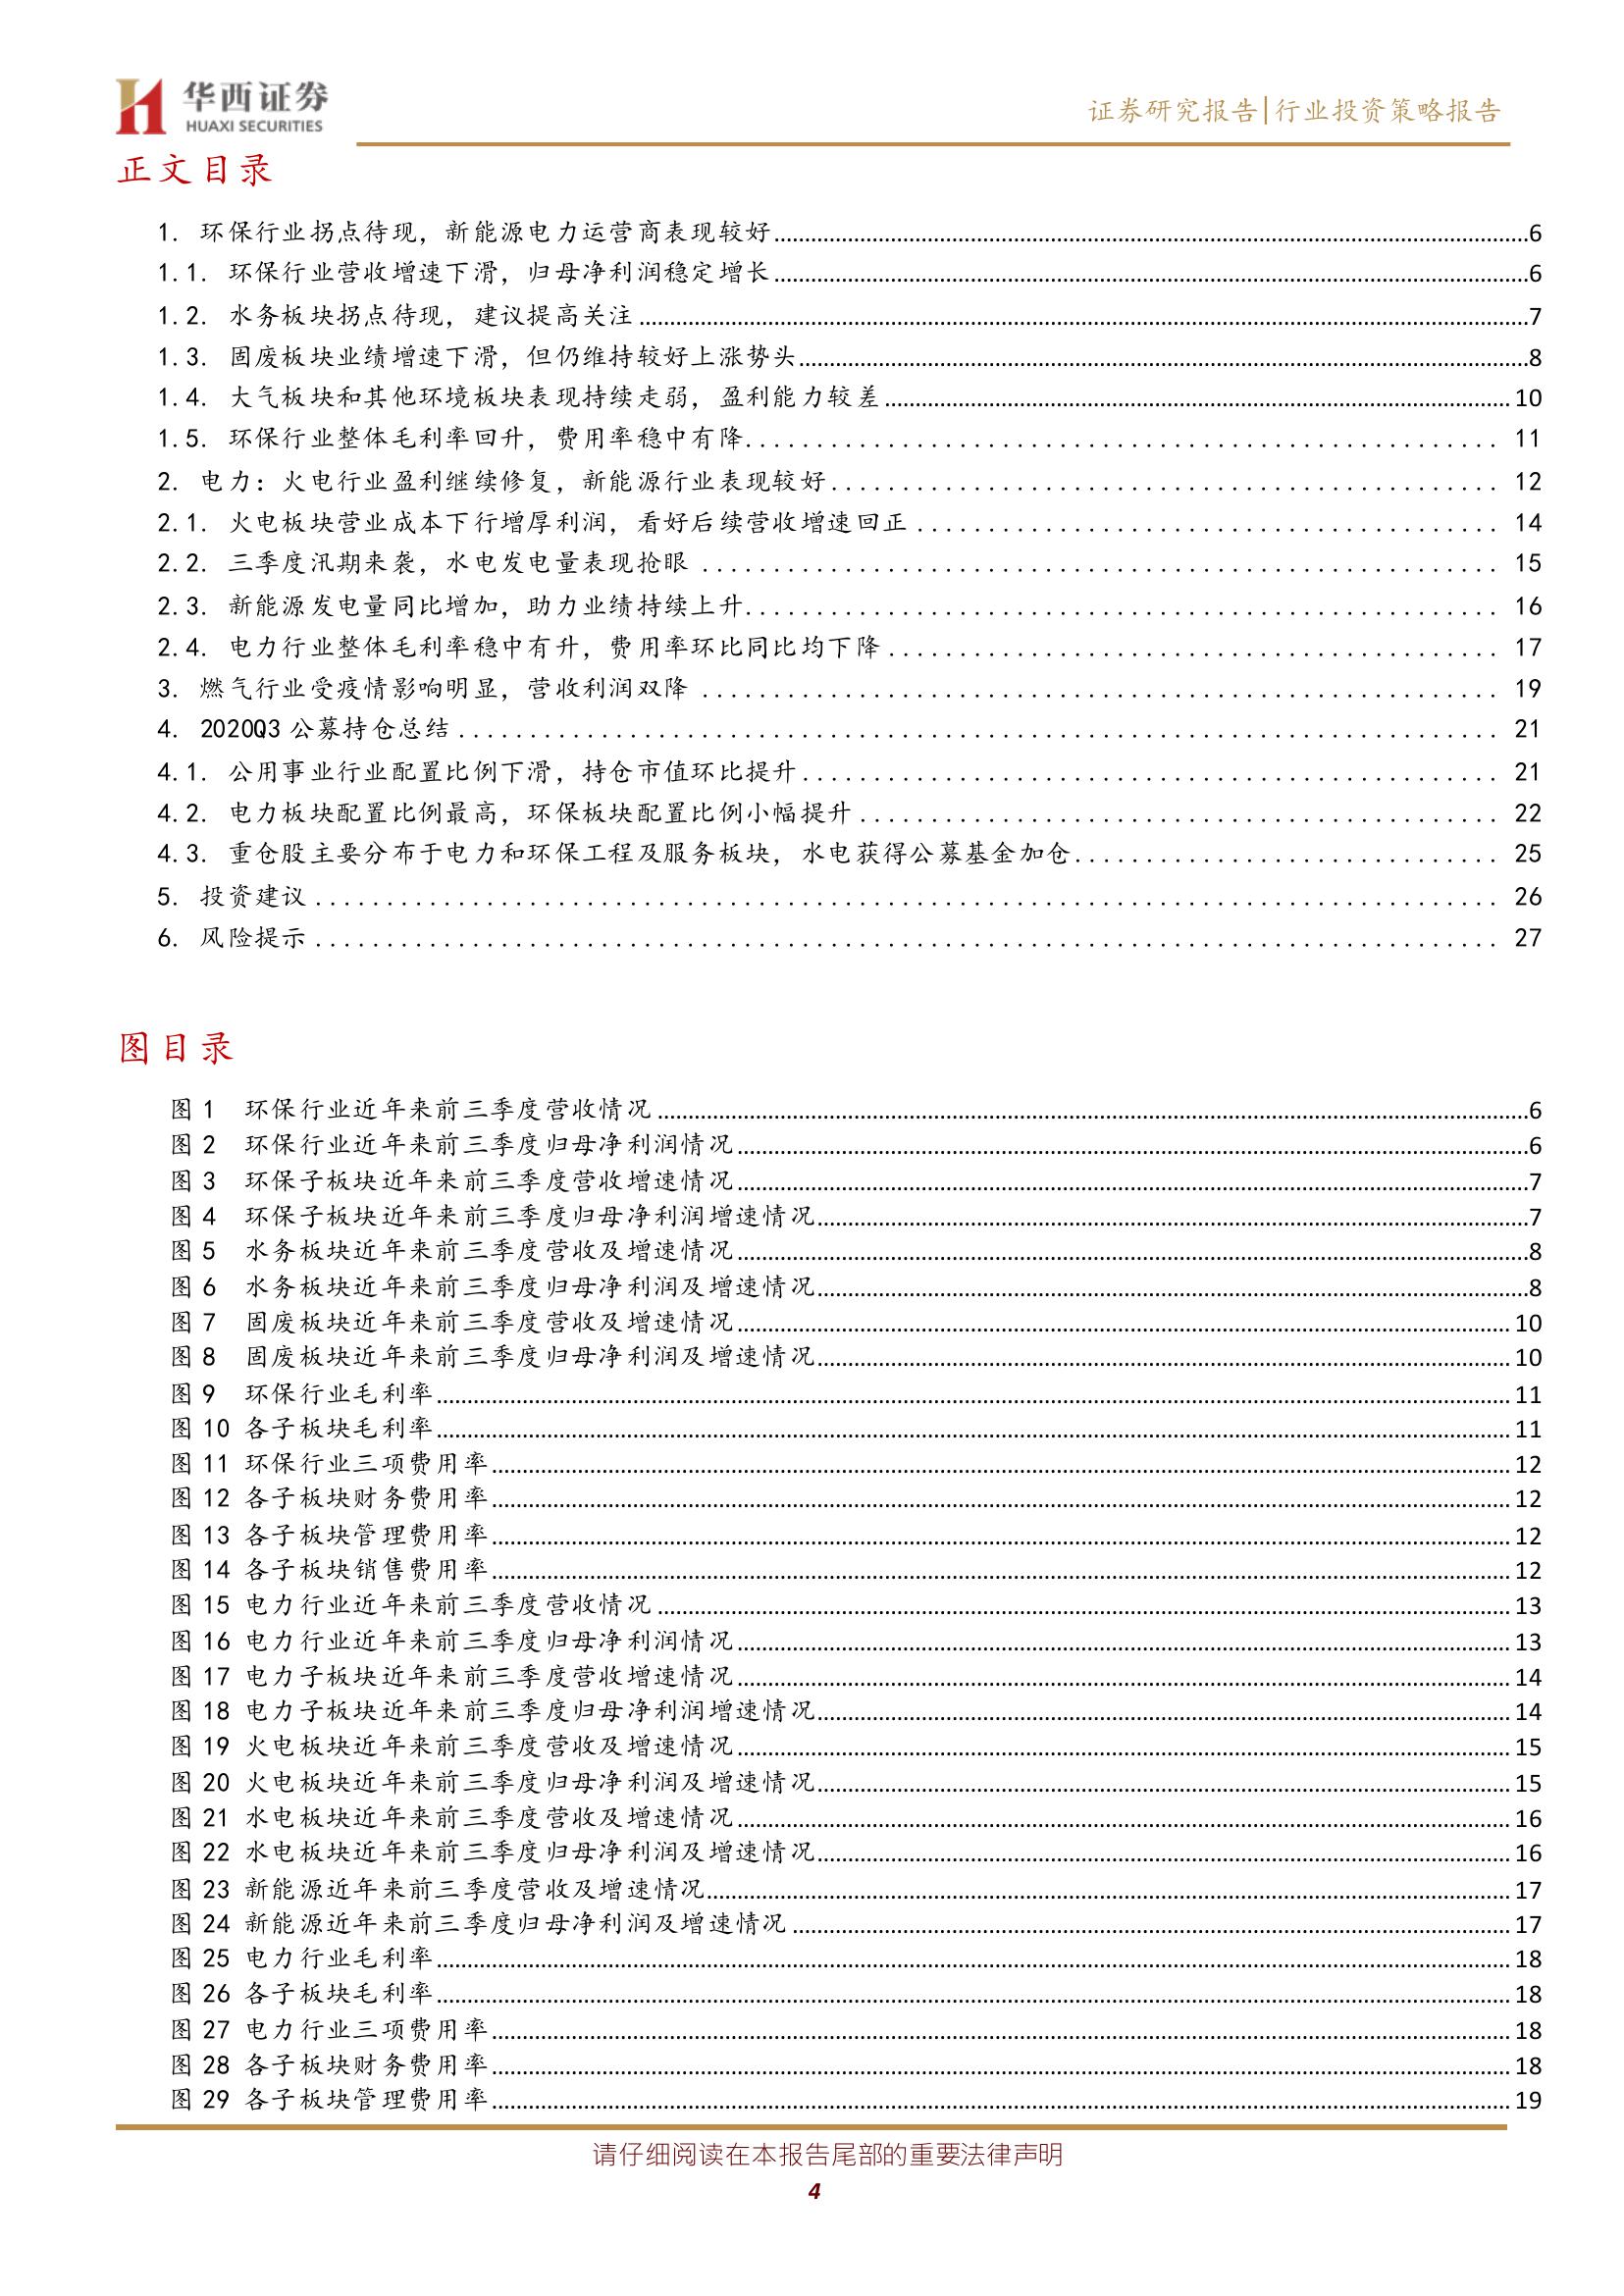 华西证券
HUAXI SECURITIES
证券研究报告|行业投资策略报告
正文目录
1. 环保行业拐点待现，新能源电力运营商表现较好 6
1.1. 环保行业营收增速下滑，归母净利润稳定增长 6
1.2. 水务板块拐点待现，建议提高关注 7
1.3. 固废板块业绩增速下滑，但仍维持较好上涨势头 8
1.4. 大气板块和其他环境板块表现持续走弱，盈利能力较差 10
1.5. 环保行业整体毛利率回升，费用率稳中有降 11
2. 电力：火电行业盈利继续修复，新能源行业表现较好 12
2.1. 火电板块营业成本下行增厚利润，看好后续营收增速回正 14
2.2. 三季度汛期来袭，水电发电量表现抢眼 15
2.3. 新能源发电量同比增加，助力业绩持续上升 16
2.4. 电力行业整体毛利率稳中有升，费用率环比同比均下降 17
3. 燃气行业受疫情影响明显，营收利润双降 19
4. 2020Q3 公募持仓总结 21
4.1. 公用事业行业配置比例下滑，持仓市值环比提升 21
4.2. 电力板块配置比例最高，环保板块配置比例小幅提升 22
4.3. 重仓股主要分布于电力和环保工程及服务板块，水电获得公募基金加仓 25
5. 投资建议 26
6. 风险提示 27
图目录
图 1 环保行业近年来前三季度营收情况 6
图 2 环保行业近年来前三季度归母净利润情况 6
图 3 环保子板块近年来前三季度营收增速情况 7
图 4 环保子板块近年来前三季度归母净利润增速情况 7
图 5 水务板块近年来前三季度营收及增速情况 8
图 6 水务板块近年来前三季度归母净利润及增速情况 8
图 7 固废板块近年来前三季度营收及增速情况 10
图 8 固废板块近年来前三季度归母净利润及增速情况 10
图 9 环保行业毛利率 11
图 10 各子板块毛利率 11
图 11 环保行业三项费用率 12
图 12 各子板块财务费用率 12
图 13 各子板块管理费用率 12
图 14 各子板块销售费用率 12
图 15 电力行业近年来前三季度营收情况 13
图 16 电力行业近年来前三季度归母净利润情况 13
图 17 电力子板块近年来前三季度营收增速情况 14
图 18 电力子板块近年来前三季度归母净利润增速情况 14
图 19 火电板块近年来前三季度营收及增速情况 15
图 20 火电板块近年来前三季度归母净利润及增速情况 15
图 21 水电板块近年来前三季度营收及增速情况 16
图 22 水电板块近年来前三季度归母净利润及增速情况 16
图 23 新能源近年来前三季度营收及增速情况 17
图 24 新能源近年来前三季度归母净利润及增速情况 17
图 25 电力行业毛利率 18
图 26 各子板块毛利率 18
图 27 电力行业三项费用率 18
图 28 各子板块财务费用率 18
图 29 各子板块管理费用率 19
请仔细阅读在本报告尾部的重要法律声明
4